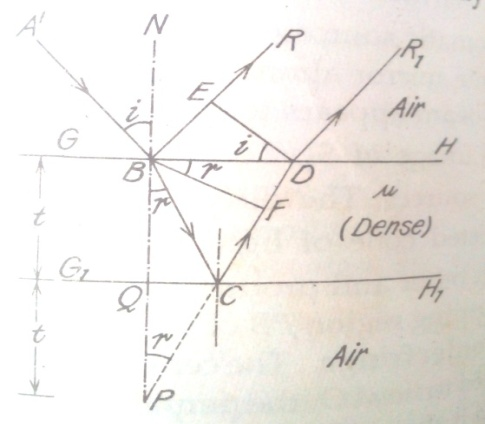 A' N R R₁
E Air
i i
G B r D H
r F μ
t (Dense)
G₁ Q C H₁
t r Air
P